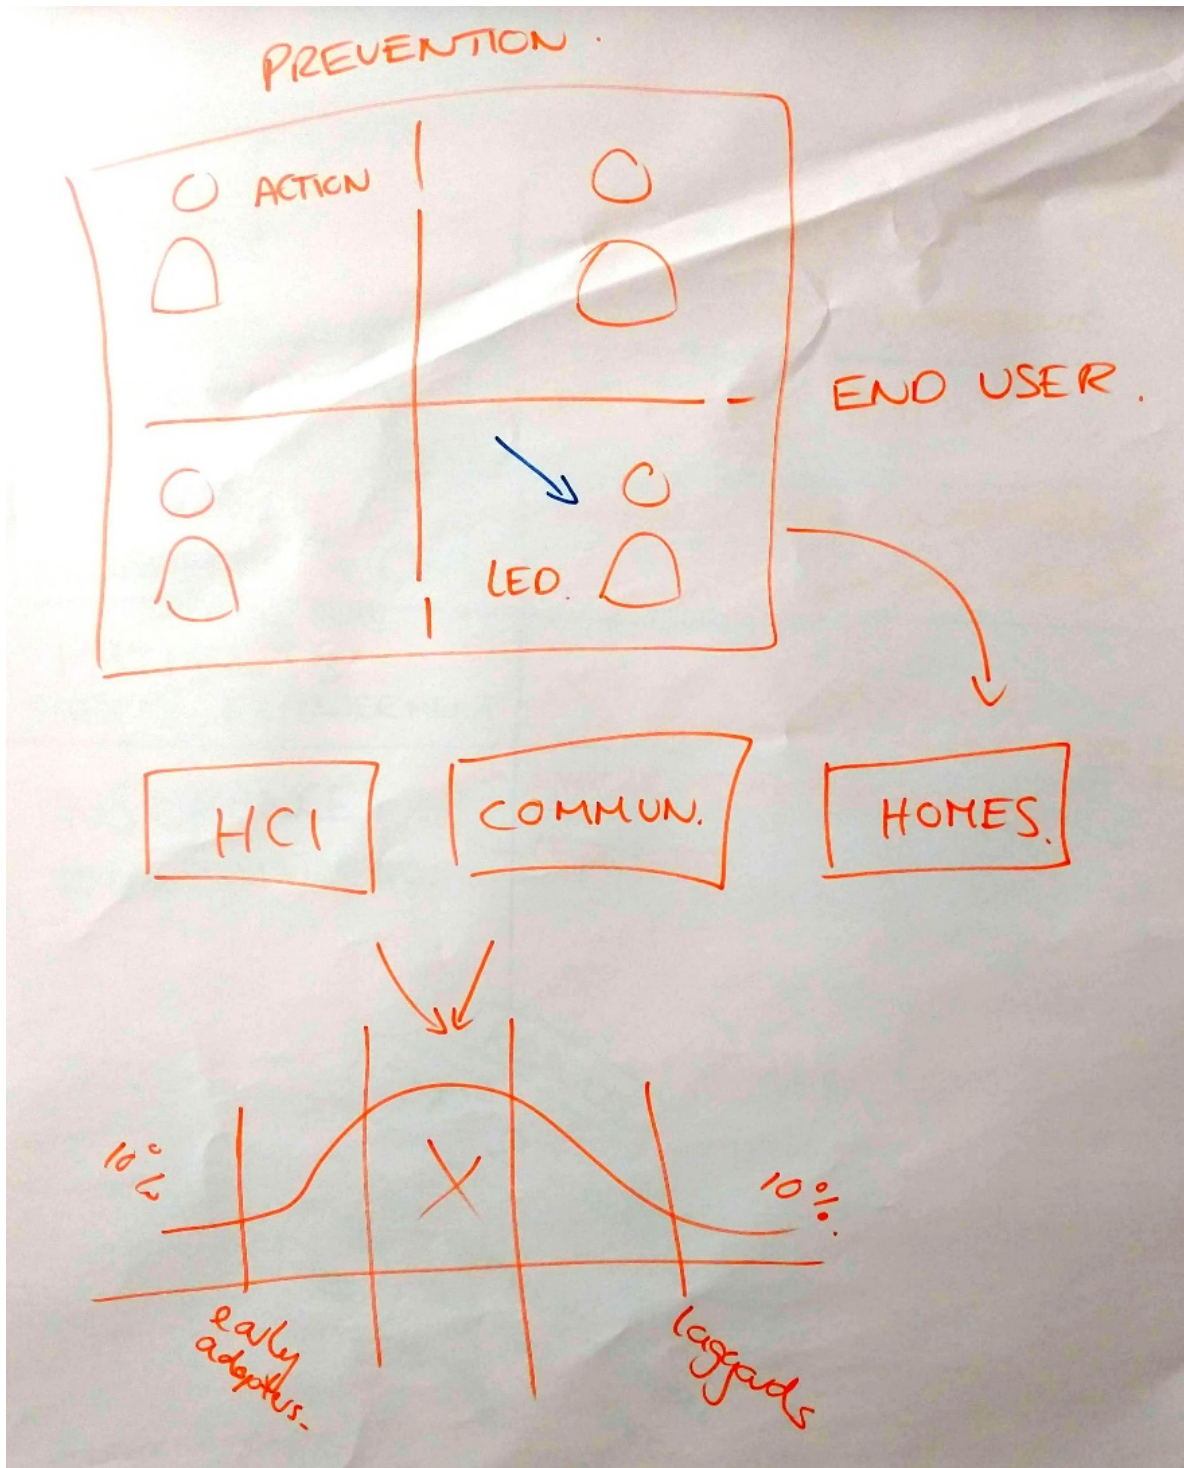 PREVENTION.
ACTION
END USER.
LED.
HCI
COMMUN.
HOMES.
10%
X
10%.
early
adopters.
laggards